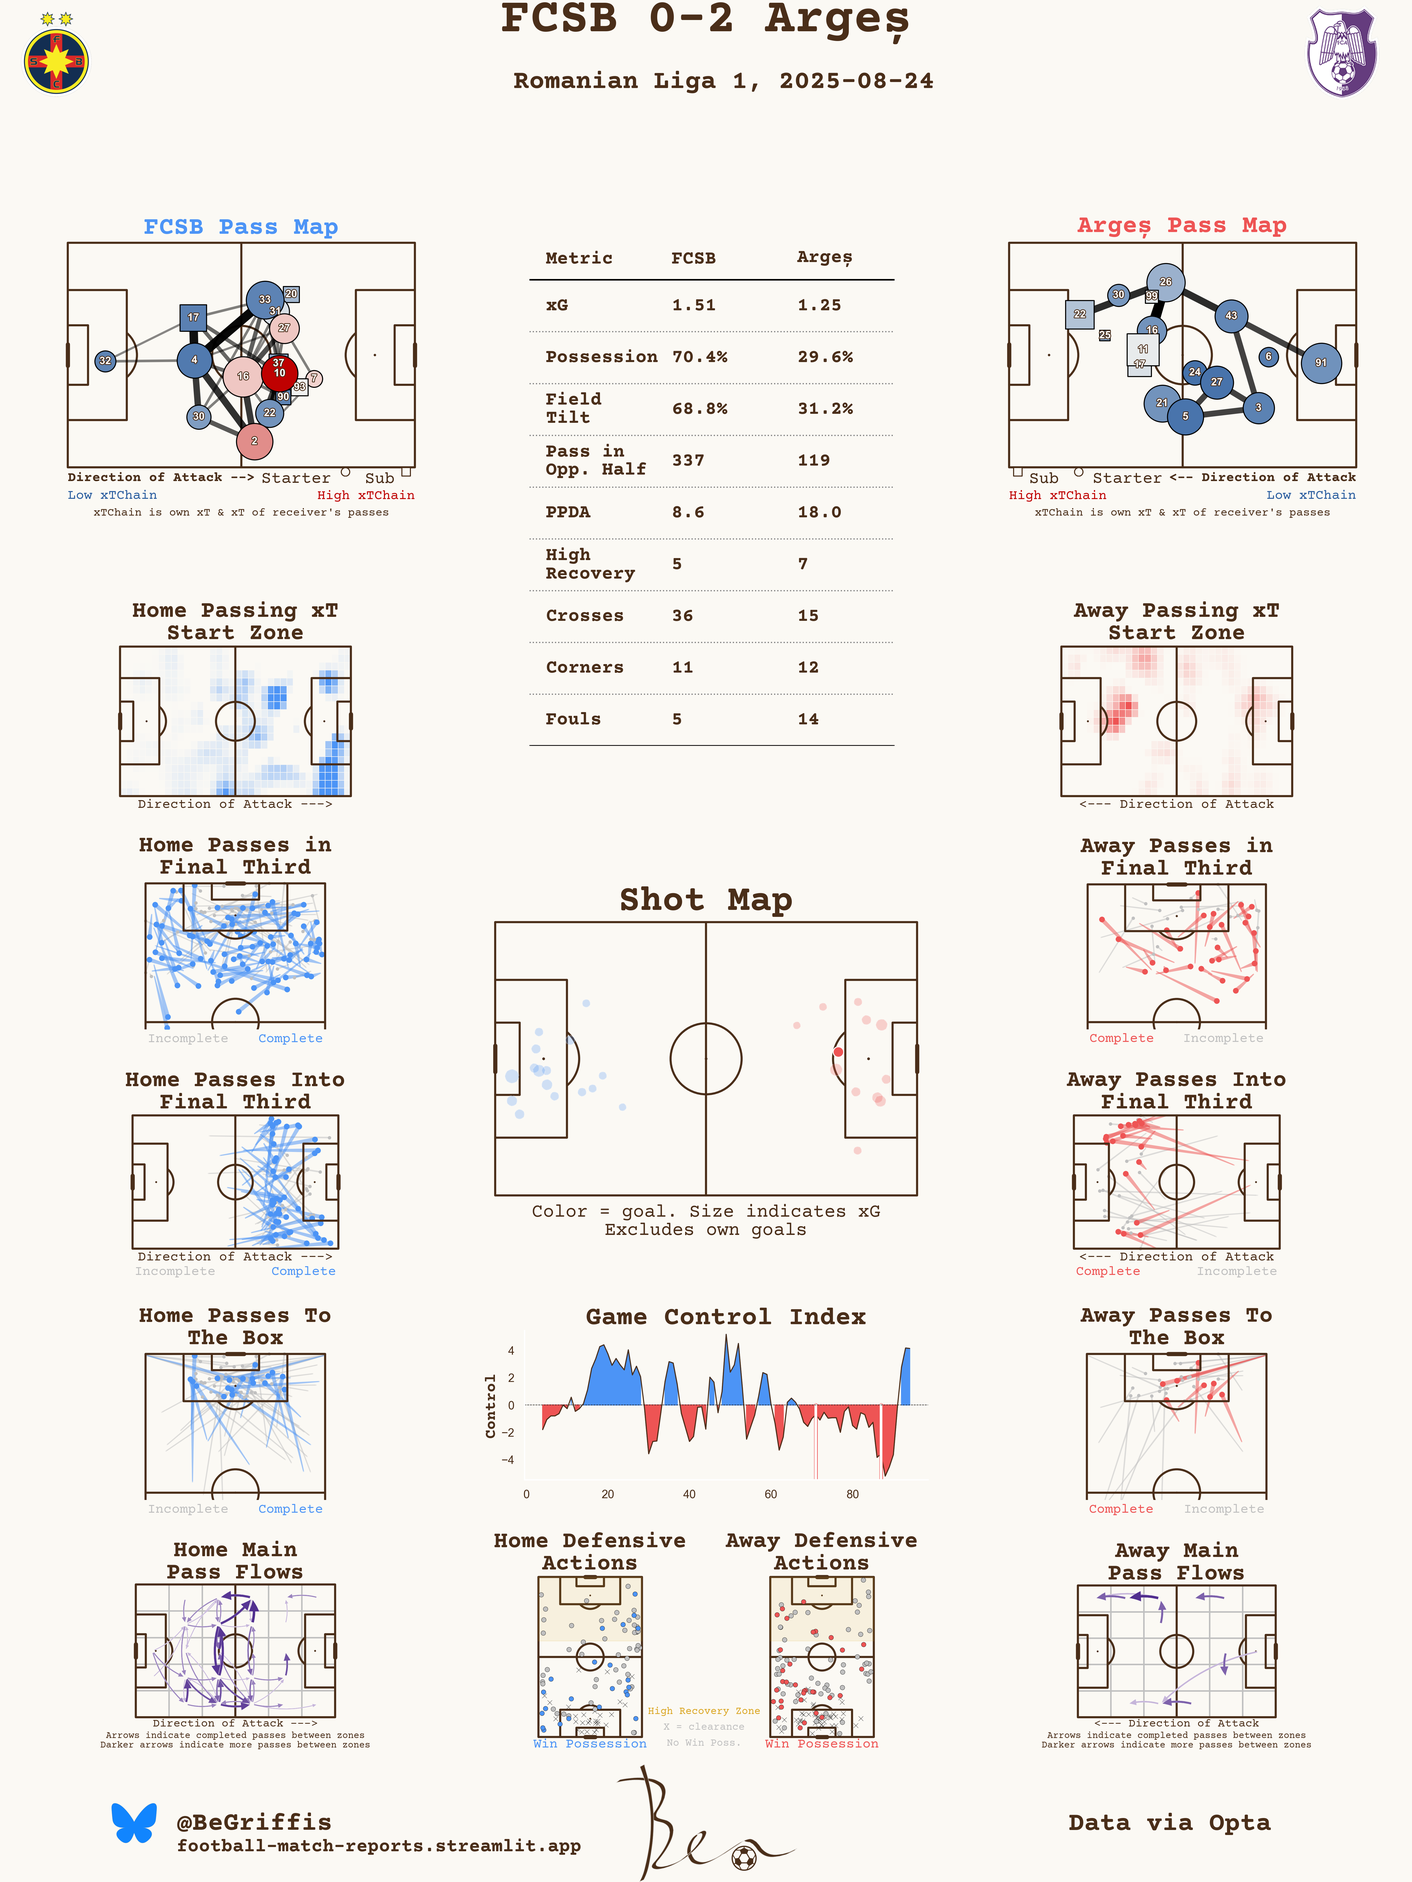 FCSB 0-2 Argeș
Romanian Liga 1, 2025-08-24
FCSB Pass Map
32
17
4
30
33
20
31
27
16
37
10
7
93
90
22
2
Direction of Attack --> Starter Sub
Low xTChain High xTChain
xTChain is own xT & xT of receiver's passes
Metric FCSB Argeș
xG 1.51 1.25
Possession 70.4% 29.6%
Field
Tilt 68.8% 31.2%
Pass in
Opp. Half 337 119
PPDA 8.6 18.0
High
Recovery 5 7
Crosses 36 15
Corners 11 12
Fouls 5 14
Argeș Pass Map
26
30
99
22
25
16
11
17
43
6
91
24
27
21
5
3
Sub Starter <-- Direction of Attack
High xTChain Low xTChain
xTChain is own xT & xT of receiver's passes
Home Passing xT
Start Zone
Direction of Attack --->
Away Passing xT
Start Zone
<--- Direction of Attack
Home Passes in
Final Third
Incomplete Complete
Away Passes in
Final Third
Complete Incomplete
Shot Map
Color = goal. Size indicates xG
Excludes own goals
Home Passes Into
Final Third
Direction of Attack --->
Incomplete Complete
Away Passes Into
Final Third
<--- Direction of Attack
Complete Incomplete
Home Passes To
The Box
Incomplete Complete
Game Control Index
Control
4
2
0
−2
−4
0 20 40 60 80
Away Passes To
The Box
Complete Incomplete
Home Main
Pass Flows
Direction of Attack --->
Arrows indicate completed passes between zones
Darker arrows indicate more passes between zones
Home Defensive
Actions
Win Possession
High Recovery Zone
X = clearance
No Win Poss.
Away Defensive
Actions
Win Possession
Away Main
Pass Flows
<--- Direction of Attack
Arrows indicate completed passes between zones
Darker arrows indicate more passes between zones
@BeGriffis
football-match-reports.streamlit.app
Ben
Data via Opta